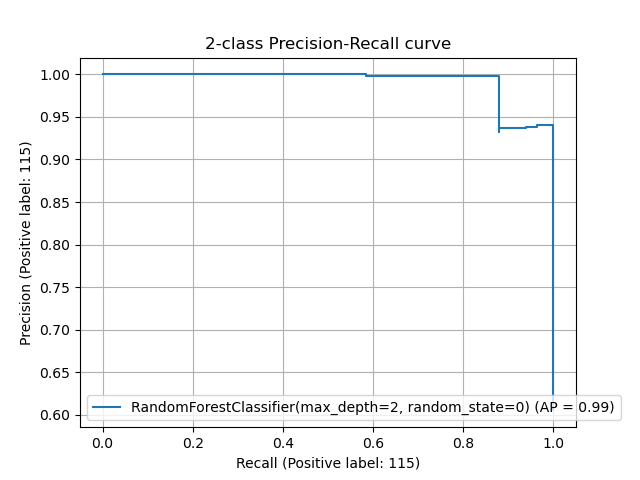 2-class Precision-Recall curve
1.00
0.95
0.90
0.85
0.80
0.75
0.70
0.65
0.60
Precision (Positive label: 115)
RandomForestClassifier(max_depth=2, random_state=0) (AP = 0.99)
0.0 0.2 0.4 0.6 0.8 1.0
Recall (Positive label: 115)